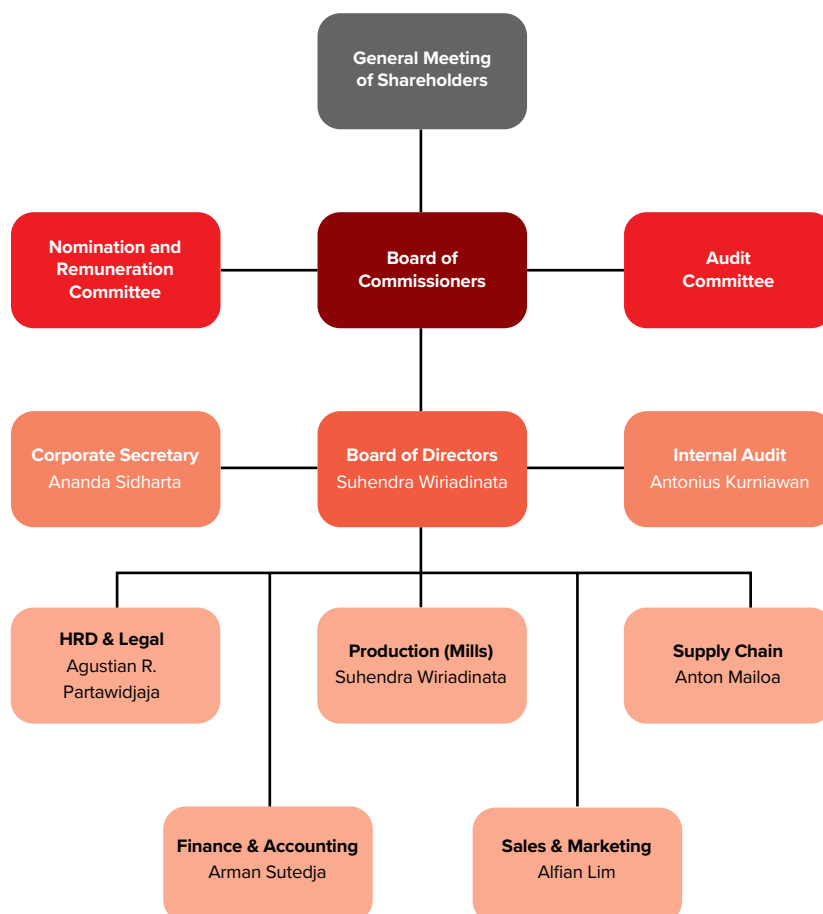 General Meeting
of Shareholders
Nomination and
Remuneration
Committee
Board of
Commissioners
Audit
Committee
Corporate Secretary
Ananda Sidharta
Board of Directors
Suhendra Wiriadinata
Internal Audit
Antonius Kurniawan
HRD & Legal
Agustian R.
Partawidjaja
Production (Mills)
Suhendra Wiriadinata
Supply Chain
Anton Mailoa
Finance & Accounting
Arman Sutedja
Sales & Marketing
Alfian Lim